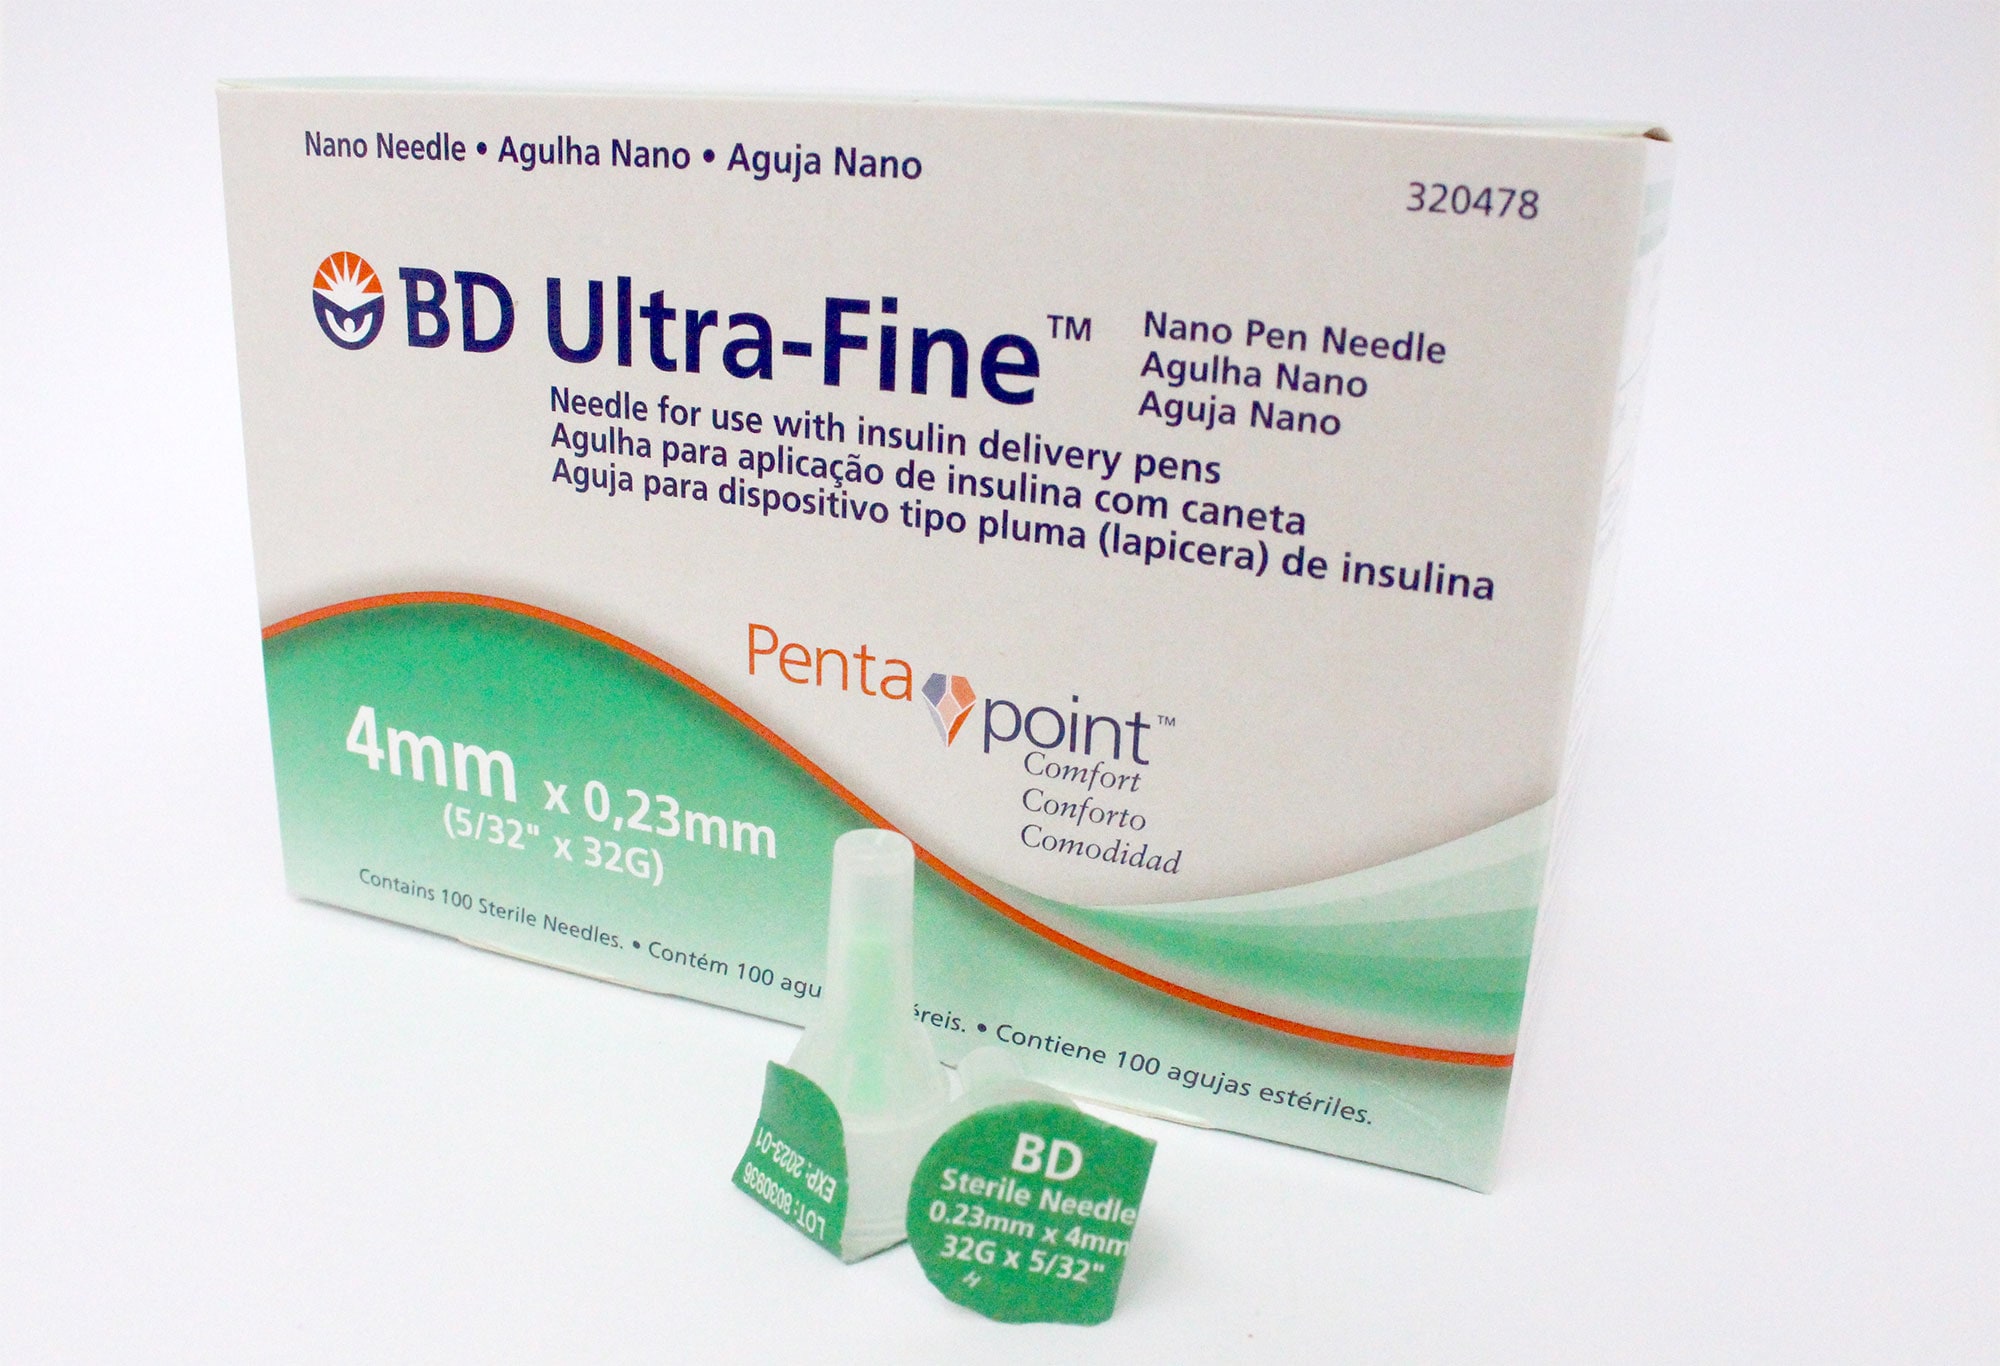 Nano Needle • Agulha Nano • Aguja Nano
320478
BD Ultra-Fine™
Nano Pen Needle
Agulha Nano
Aguja Nano
Needle for use with insulin delivery pens
Agulha para aplicação de insulina com caneta
Aguja para dispositivo tipo pluma (lapicera) de insulina
Penta point™
Comfort
Conforto
Comodidad
4mm x 0,23mm
(5/32" x 32G)
Contains 100 Sterile Needles. • Contém 100 agu éreis. • Contiene 100 agujas estériles.
LOT: 8030936
EXP: 2023-01
BD
Sterile Needle
0.23mm x 4mm
32G x 5/32"
H